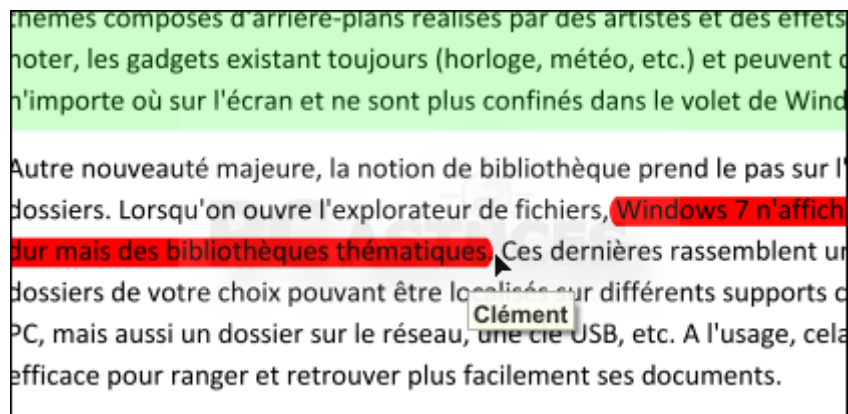 thèmes composés d'arrière-plans réalisés par des artistes et des effets
noter, les gadgets existant toujours (horloge, météo, etc.) et peuvent
n'importe où sur l'écran et ne sont plus confinés dans le volet de Wind
Autre nouveauté majeure, la notion de bibliothèque prend le pas sur l'
dossiers. Lorsqu'on ouvre l'explorateur de fichiers, Windows 7 n'affich
dur mais des bibliothèques thématiques. Ces dernières rassemblent un
dossiers de votre choix pouvant être localisés sur différents supports
Clément
PC, mais aussi un dossier sur le réseau, une clé USB, etc. A l'usage, cela
efficace pour ranger et retrouver plus facilement ses documents.
PC ASTUCES